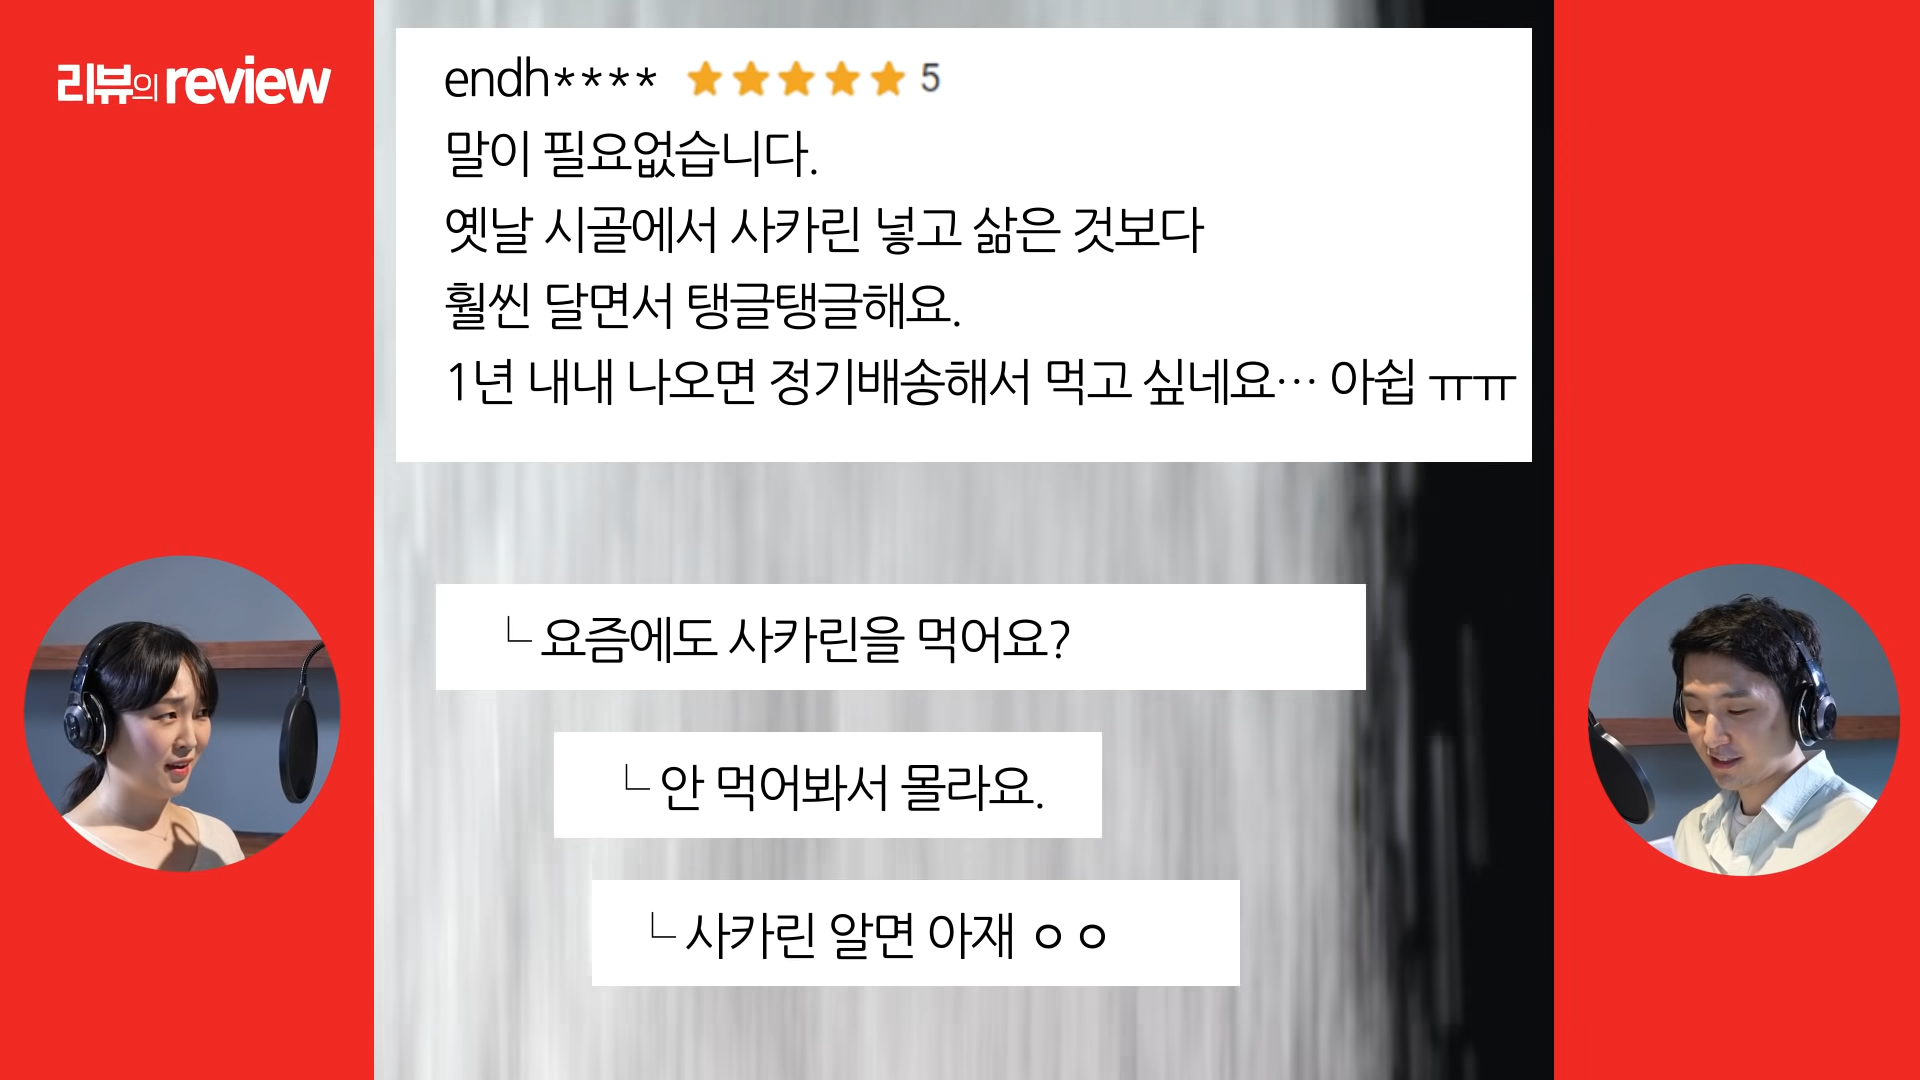 리뷰의 review
endh**** ★★★★★ 5
말이 필요없습니다.
옛날 시골에서 사카린 넣고 삶은 것보다
훨씬 달면서 탱글탱글해요.
1년 내내 나오면 정기배송해서 먹고 싶네요… 아쉽 ㅠㅠ
└ 요즘에도 사카린을 먹어요?
└ 안 먹어봐서 몰라요.
└ 사카린 알면 아재 ㅇㅇ